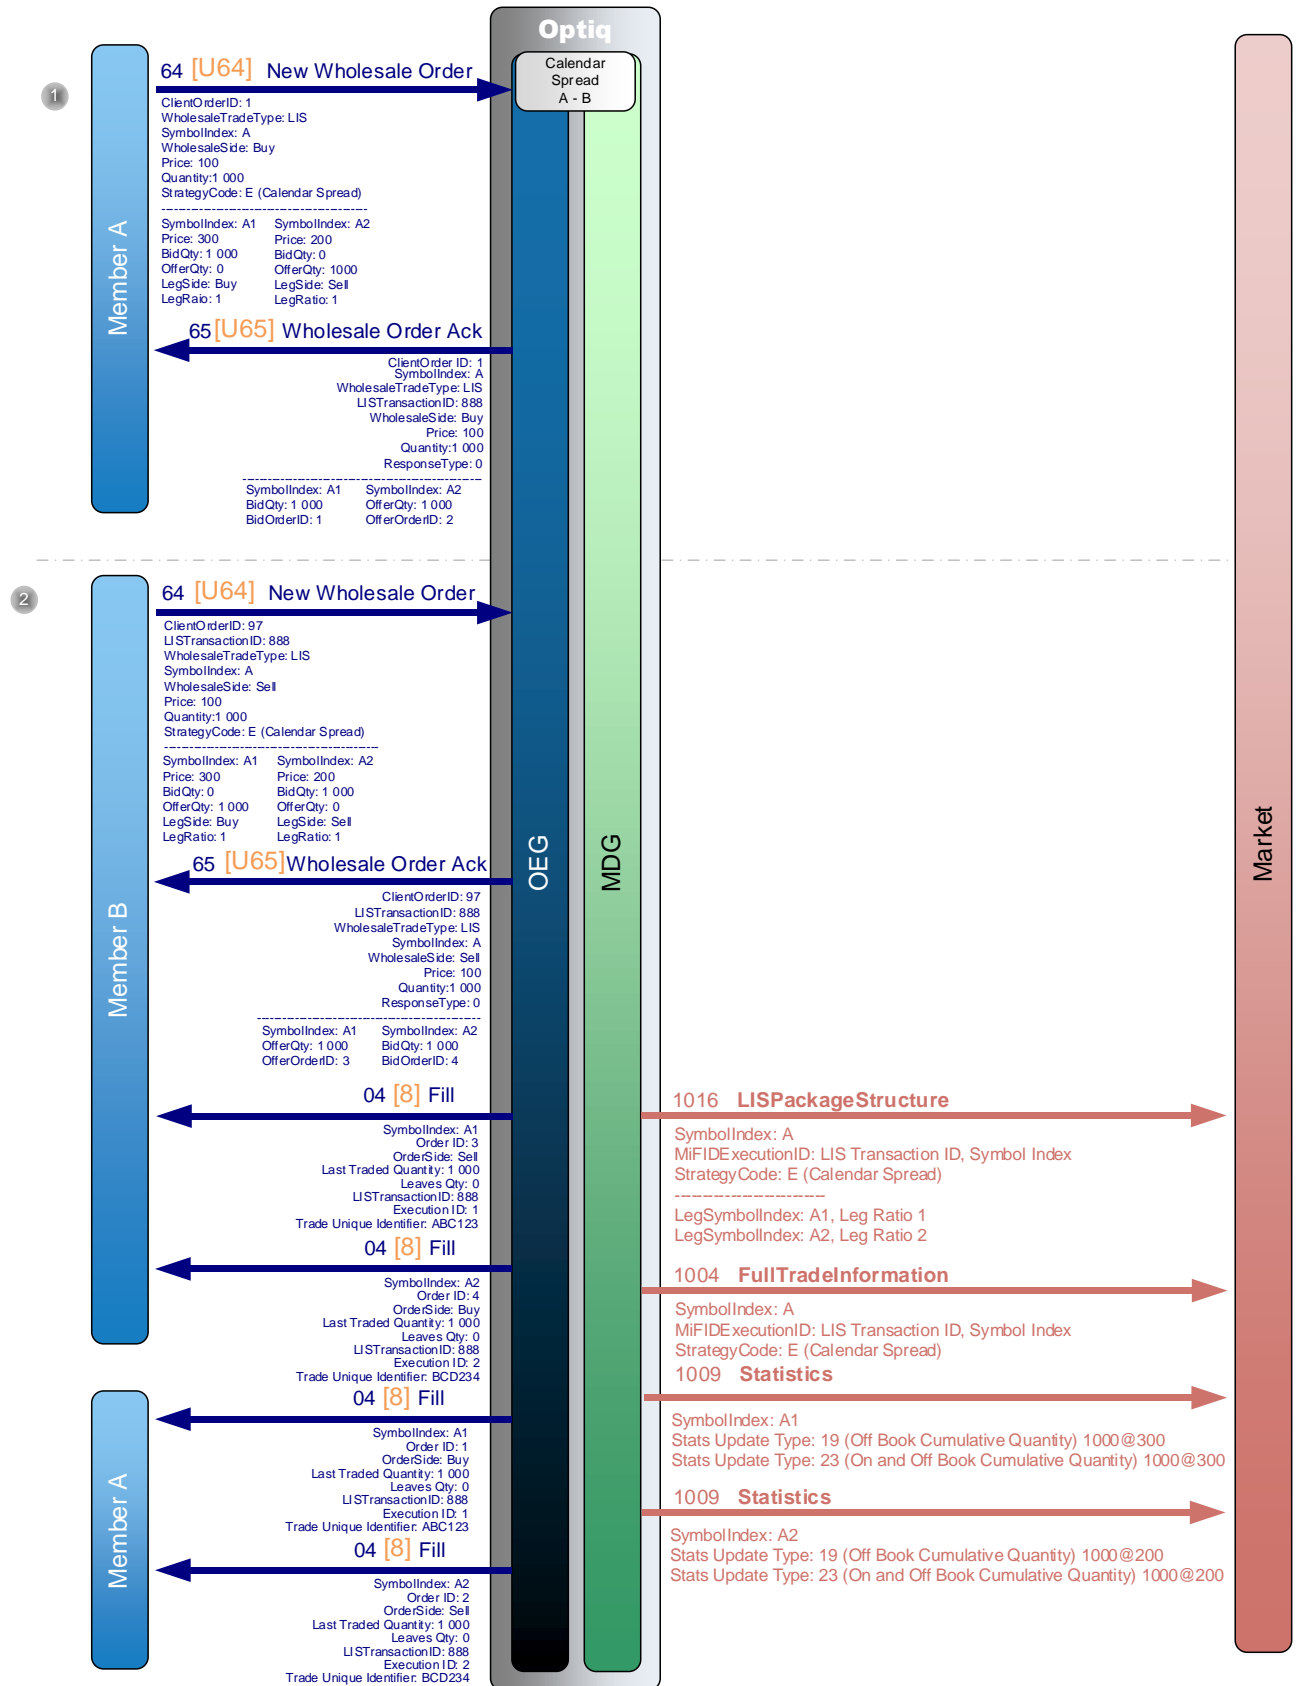 Optiq
Calendar
Spread
A - B
1
Member A
64 [U64] New Wholesale Order
ClientOrderID: 1
WholesaleTradeType: LIS
SymbolIndex: A
WholesaleSide: Buy
Price: 100
Quantity:1 000
StrategyCode: E (Calendar Spread)
--------------------------------------------------
SymbolIndex: A1 SymbolIndex: A2
Price: 300 Price: 200
BidQty: 1 000 BidQty: 0
OfferQty: 0 OfferQty: 1000
LegSide: Buy LegSide: Sell
LegRaio: 1 LegRatio: 1
65 [U65] Wholesale Order Ack
ClientOrder ID: 1
SymbolIndex: A
WholesaleTradeType: LIS
LISTransactionID: 888
WholesaleSide: Buy
Price: 100
Quantity:1 000
ResponseType: 0
--------------------------------------------------
SymbolIndex: A1 SymbolIndex: A2
BidQty: 1 000 OfferQty: 1 000
BidOrderID: 1 OfferOrderID: 2
2
Member B
64 [U64] New Wholesale Order
ClientOrderID: 97
LISTransactionID: 888
WholesaleTradeType: LIS
SymbolIndex: A
WholesaleSide: Sell
Price: 100
Quantity:1 000
StrategyCode: E (Calendar Spread)
--------------------------------------------------
SymbolIndex: A1 SymbolIndex: A2
Price: 300 Price: 200
BidQty: 0 BidQty: 1 000
OfferQty: 1 000 OfferQty: 0
LegSide: Buy LegSide: Sell
LegRatio: 1 LegRatio: 1
65 [U65] Wholesale Order Ack
ClientOrderID: 97
LISTransactionID: 888
WholesaleTradeType: LIS
SymbolIndex: A
WholesaleSide: Sell
Price: 100
Quantity:1 000
ResponseType: 0
--------------------------------------------------
SymbolIndex: A1 SymbolIndex: A2
OfferQty: 1 000 BidQty: 1 000
OfferOrderID: 3 BidOrderID: 4
04 [8] Fill
SymbolIndex: A1
Order ID: 3
OrderSide: Sell
Last Traded Quantity: 1 000
Leaves Qty: 0
LISTransactionID: 888
Execution ID: 1
Trade Unique Identifier: ABC123
04 [8] Fill
SymbolIndex: A2
Order ID: 4
OrderSide: Buy
Last Traded Quantity: 1 000
Leaves Qty: 0
LISTransactionID: 888
Execution ID: 2
Trade Unique Identifier: BCD234
Member A
04 [8] Fill
SymbolIndex: A1
Order ID: 1
OrderSide: Buy
Last Traded Quantity: 1 000
Leaves Qty: 0
LISTransactionID: 888
Execution ID: 1
Trade Unique Identifier: ABC123
04 [8] Fill
SymbolIndex: A2
Order ID: 2
OrderSide: Sell
Last Traded Quantity: 1 000
Leaves Qty: 0
LISTransactionID: 888
Execution ID: 2
Trade Unique Identifier: BCD234
OEG
MDG
1016 LISPackageStructure
SymbolIndex: A
MiFIDExecutionID: LIS Transaction ID, Symbol Index
StrategyCode: E (Calendar Spread)
---------------------------
LegSymbolIndex: A1, Leg Ratio 1
LegSymbolIndex: A2, Leg Ratio 2
1004 FullTradeInformation
SymbolIndex: A
MiFIDExecutionID: LIS Transaction ID, Symbol Index
StrategyCode: E (Calendar Spread)
1009 Statistics
SymbolIndex: A1
Stats Update Type: 19 (Off Book Cumulative Quantity) 1000@300
Stats Update Type: 23 (On and Off Book Cumulative Quantity) 1000@300
1009 Statistics
SymbolIndex: A2
Stats Update Type: 19 (Off Book Cumulative Quantity) 1000@200
Stats Update Type: 23 (On and Off Book Cumulative Quantity) 1000@200
Market